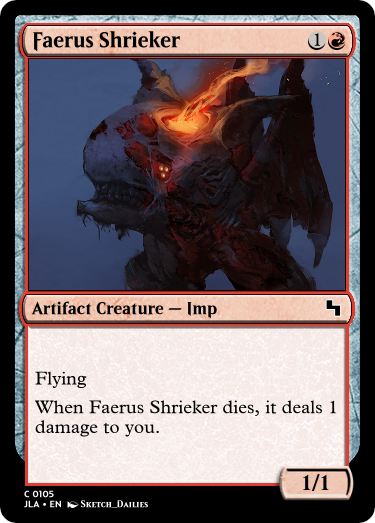 Faerus Shrieker 1
Artifact Creature — Imp
Flying
When Faerus Shrieker dies, it deals 1
damage to you.
1/1
C 0105
JLA • EN Sketch_Dailies